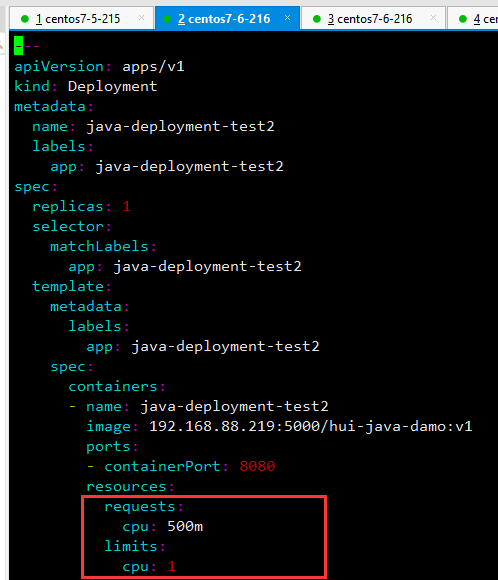 1 centos7-5-215 × 2 centos7-6-216 × 3 centos7-6-216 × 4 cen
---
apiVersion: apps/v1
kind: Deployment
metadata:
  name: java-deployment-test2
  labels:
    app: java-deployment-test2
spec:
  replicas: 1
  selector:
    matchLabels:
      app: java-deployment-test2
  template:
    metadata:
      labels:
        app: java-deployment-test2
    spec:
      containers:
      - name: java-deployment-test2
        image: 192.168.88.219:5000/hui-java-damo:v1
        ports:
        - containerPort: 8080
        resources:
          requests:
            cpu: 500m
          limits:
            cpu: 1